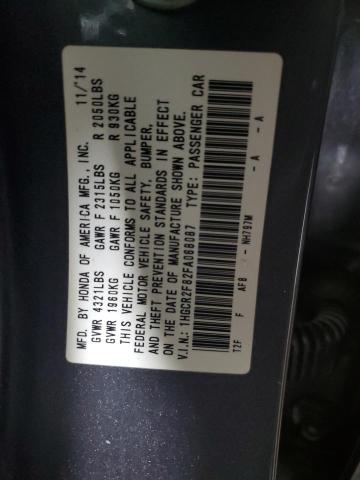 MFD. BY HONDA OF AMERICA MFG., INC. 11/'14
GVWR 4321LBS GAWR F 2315LBS R 2050LBS
GVWR 1960KG GAWR F 1050KG R 930KG
THIS VEHICLE CONFORMS TO ALL APPLICABLE
FEDERAL MOTOR VEHICLE SAFETY, BUMPER,
AND THEFT PREVENTION STANDARDS IN EFFECT
ON THE DATE OF MANUFACTURE SHOWN ABOVE.
V.I.N.: 1HGCR2F82FA068087 TYPE: PASSENGER CAR
T2F F AF8 - NH797M - A - A